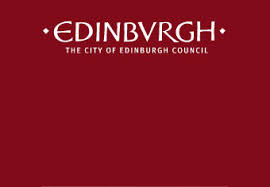 ·EDINBVRGH·
THE CITY OF EDINBURGH COUNCIL